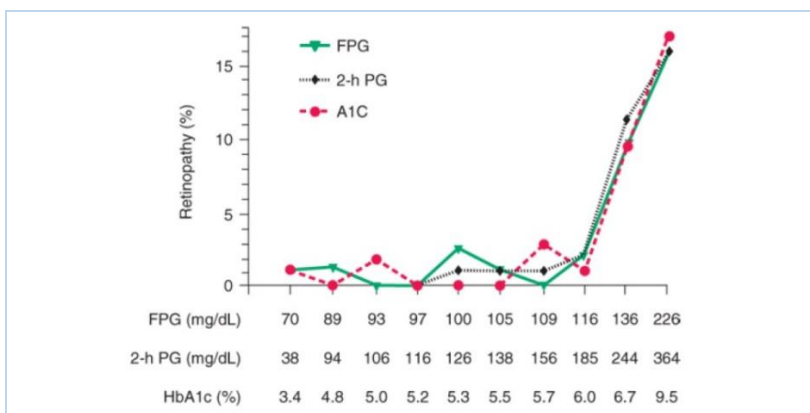 FPG
2-h PG
A1C
Retinopathy (%)
15
10
5
0
FPG (mg/dL) 70 89 93 97 100 105 109 116 136 226
2-h PG (mg/dL) 38 94 106 116 126 138 156 185 244 364
HbA1c (%) 3.4 4.8 5.0 5.2 5.3 5.5 5.7 6.0 6.7 9.5